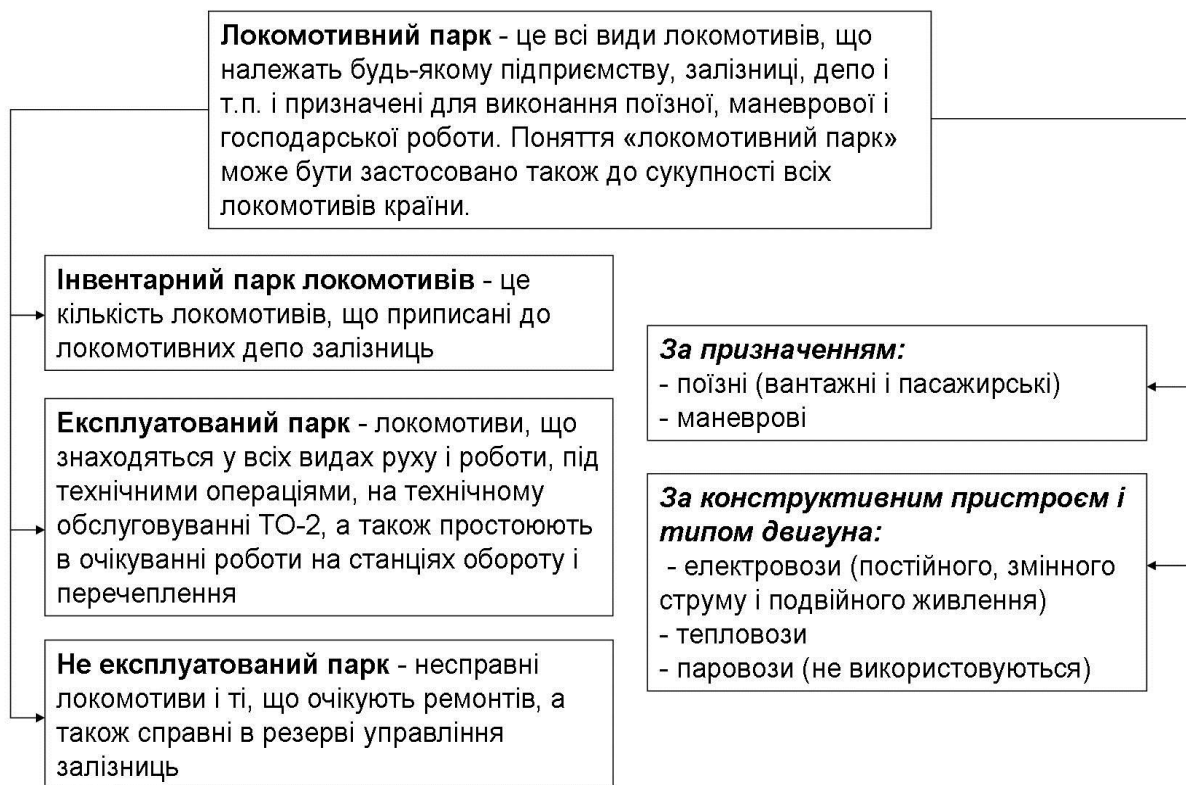 Локомотивний парк - це всі види локомотивів, що
належать будь-якому підприємству, залізниці, депо і
т.п. і призначені для виконання поїзної, маневрової і
господарської роботи. Поняття «локомотивний парк»
може бути застосовано також до сукупності всіх
локомотивів країни.
Інвентарний парк локомотивів - це
кількість локомотивів, що приписані до
локомотивних депо залізниць
Експлуатований парк - локомотиви, що
знаходяться у всіх видах руху і роботи, під
технічними операціями, на технічному
обслуговуванні ТО-2, а також простоюють
в очікуванні роботи на станціях обороту і
перечеплення
Не експлуатований парк - несправні
локомотиви і ті, що очікують ремонтів, а
також справні в резерві управління
залізниць
За призначенням:
- поїзні (вантажні і пасажирські)
- маневрові
За конструктивним пристроєм і
типом двигуна:
- електровози (постійного, змінного
струму і подвійного живлення)
- тепловози
- паровози (не використовуються)